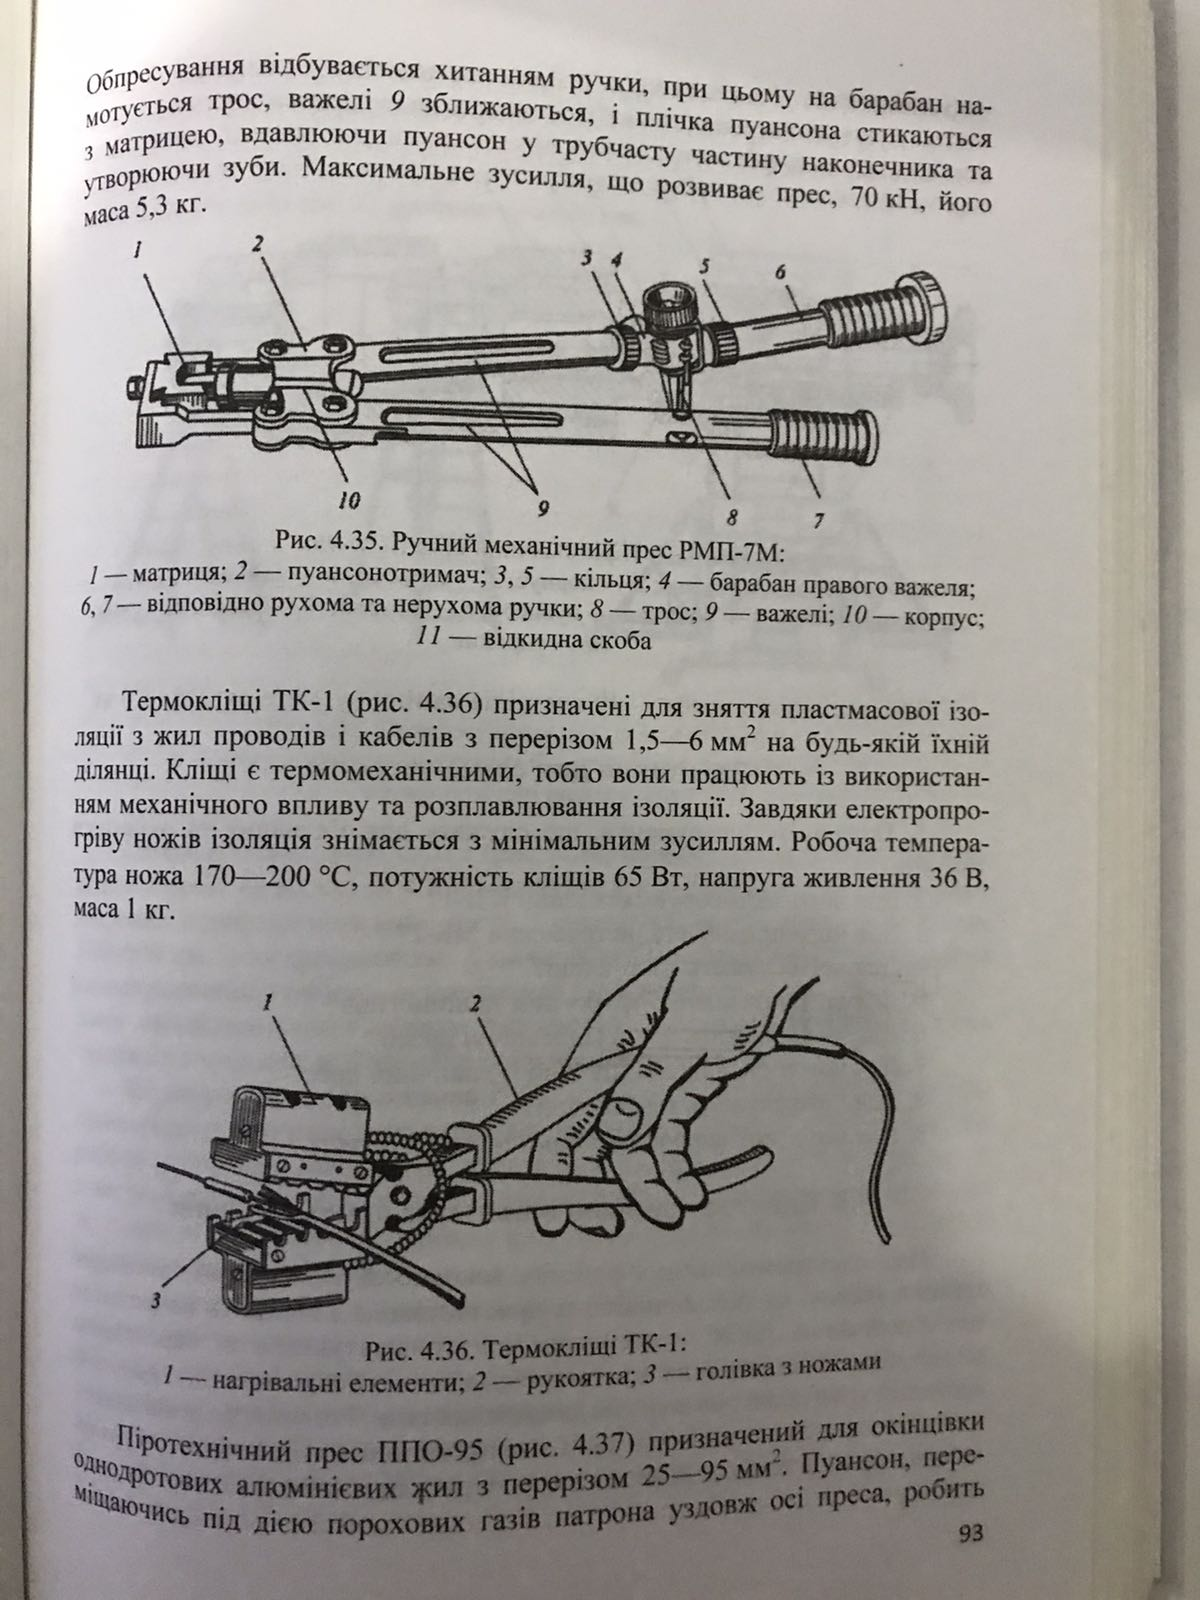 Обпресування відбувається хитанням ручки, при цьому на барабан на-
мотується трос, важелі 9 зближаються, і плічка пуансона стикаються
з матрицею, вдавлюючи пуансон у трубчасту частину наконечника та
утворюючи зуби. Максимальне зусилля, що розвиває прес, 70 кН, його
маса 5,3 кг.
1 2 3 4 5 6
10 9 8 7
Рис. 4.35. Ручний механічний прес РМП-7М:
1 — матриця; 2 — пуансонотримач; 3, 5 — кільця; 4 — барабан правого важеля;
6, 7 — відповідно рухома та нерухома ручки; 8 — трос; 9 — важелі; 10 — корпус;
11 — відкидна скоба
Термокліщі ТК-1 (рис. 4.36) призначені для зняття пластмасової ізо-
ляції з жил проводів і кабелів з перерізом 1,5—6 мм² на будь-якій їхній
ділянці. Кліщі є термомеханічними, тобто вони працюють із використан-
ням механічного впливу та розплавлювання ізоляції. Завдяки електропро-
гріву ножів ізоляція знімається з мінімальним зусиллям. Робоча темпера-
тура ножа 170—200 °С, потужність кліщів 65 Вт, напруга живлення 36 В,
маса 1 кг.
1 2
3
Рис. 4.36. Термокліщі ТК-1:
1 — нагрівальні елементи; 2 — рукоятка; 3 — голівка з ножами
Піротехнічний прес ППО-95 (рис. 4.37) призначений для окінцівки
однодротових алюмінієвих жил з перерізом 25—95 мм². Пуансон, пере-
міщаючись під дією порохових газів патрона уздовж осі преса, робить
93